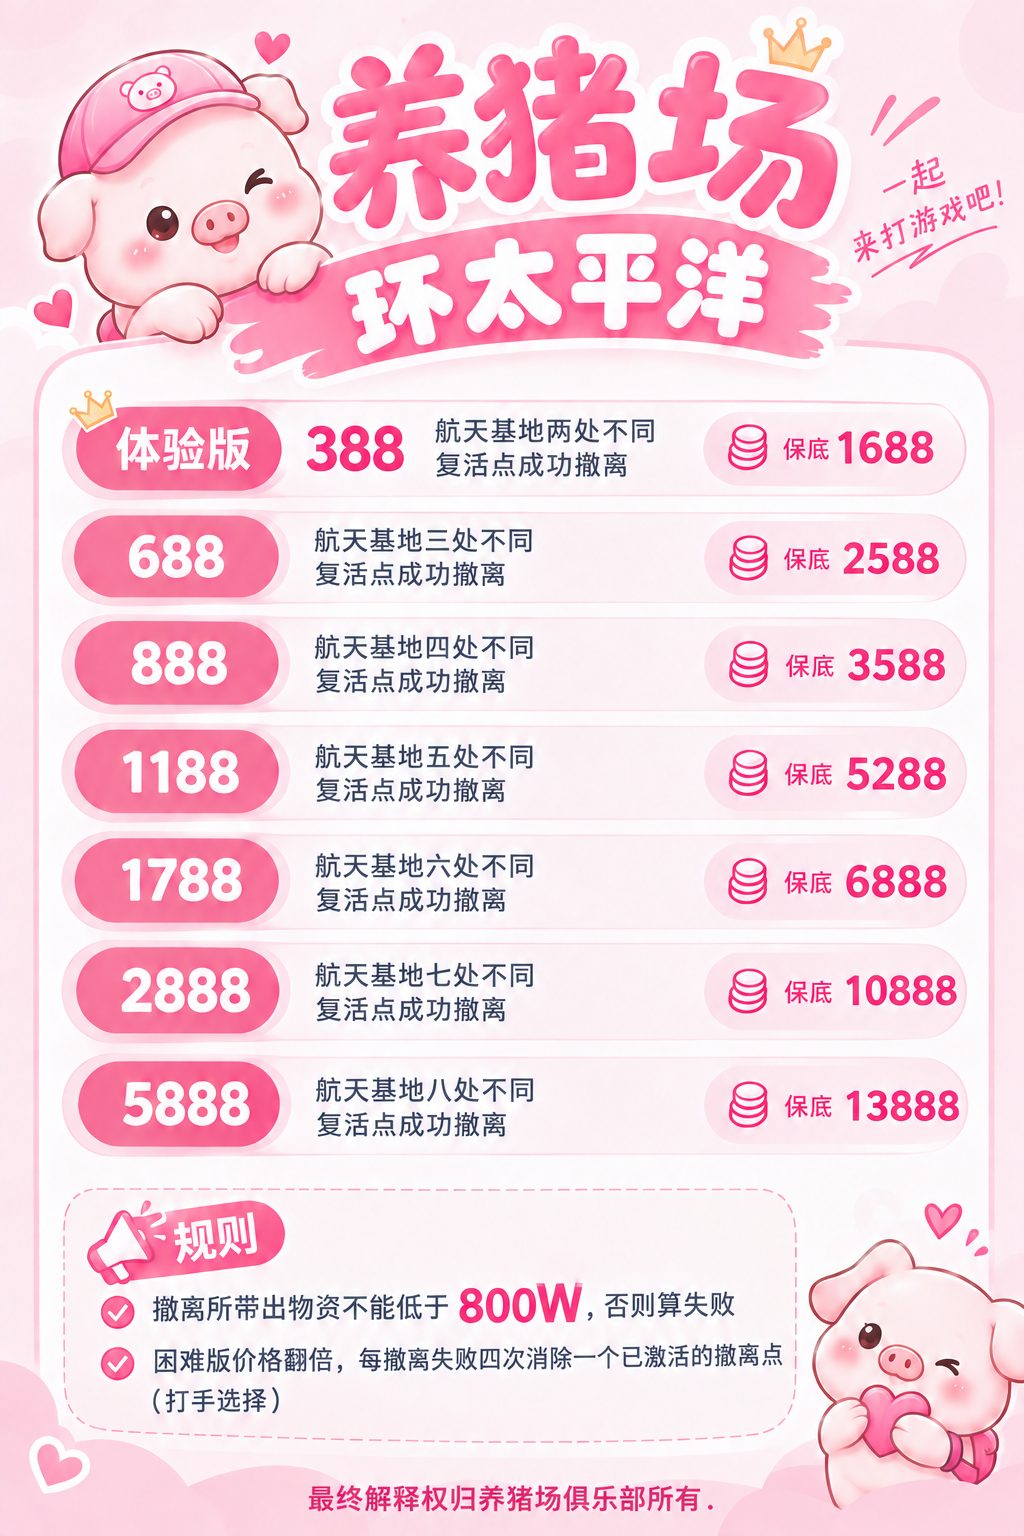 养猪场
一起
来打游戏吧!
环太平洋
体验版 388 航天基地两处不同
复活点成功撤离
保底 1688
688
航天基地三处不同
复活点成功撤离
保底 2588
888
航天基地四处不同
复活点成功撤离
保底 3588
1188
航天基地五处不同
复活点成功撤离
保底 5288
1788
航天基地六处不同
复活点成功撤离
保底 6888
2888
航天基地七处不同
复活点成功撤离
保底 10888
5888
航天基地八处不同
复活点成功撤离
保底 13888
规则
撤离所带出物资不能低于 800W，否则算失败
困难版价格翻倍，每撤离失败四次消除一个已激活的撤离点
(打手选择)
最终解释权归养猪场俱乐部所有.